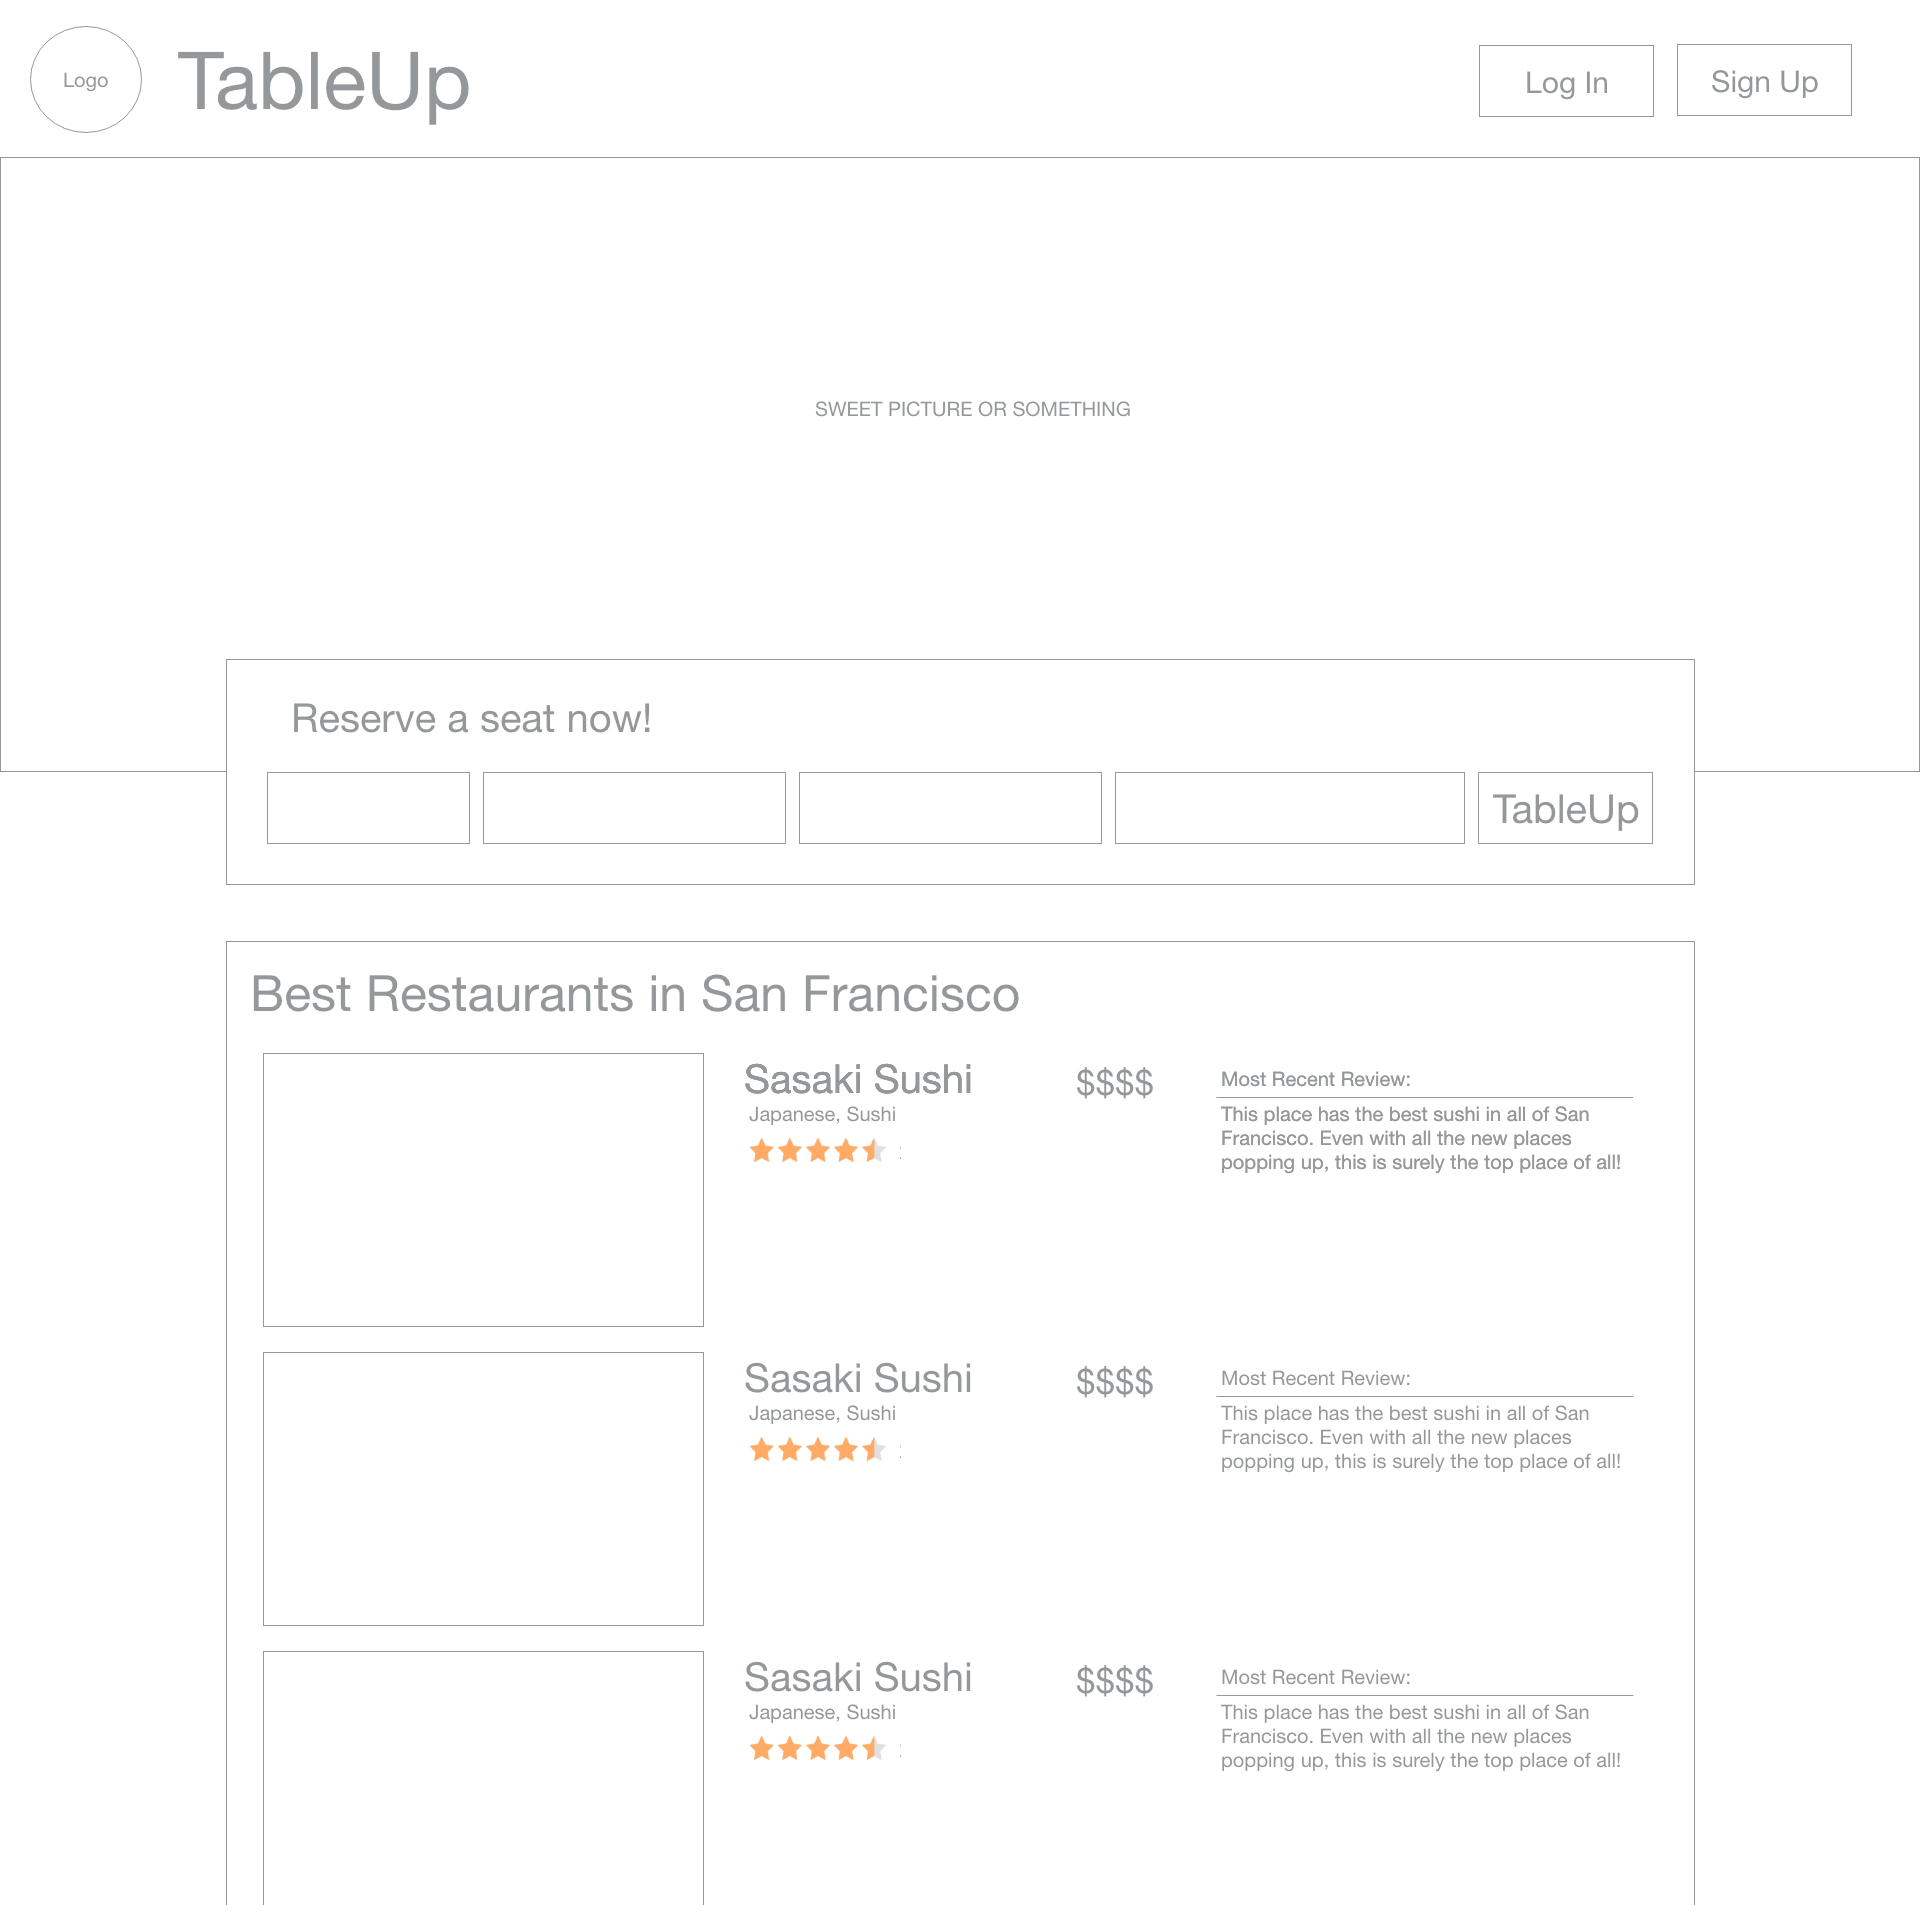 Logo
TableUp
Log In
Sign Up
SWEET PICTURE OR SOMETHING
Reserve a seat now!
TableUp
Best Restaurants in San Francisco
Sasaki Sushi
$$$$
Most Recent Review:
Japanese, Sushi
This place has the best sushi in all of San
Francisco. Even with all the new places
popping up, this is surely the top place of all!
Sasaki Sushi
$$$$
Most Recent Review:
Japanese, Sushi
This place has the best sushi in all of San
Francisco. Even with all the new places
popping up, this is surely the top place of all!
Sasaki Sushi
$$$$
Most Recent Review:
Japanese, Sushi
This place has the best sushi in all of San
Francisco. Even with all the new places
popping up, this is surely the top place of all!